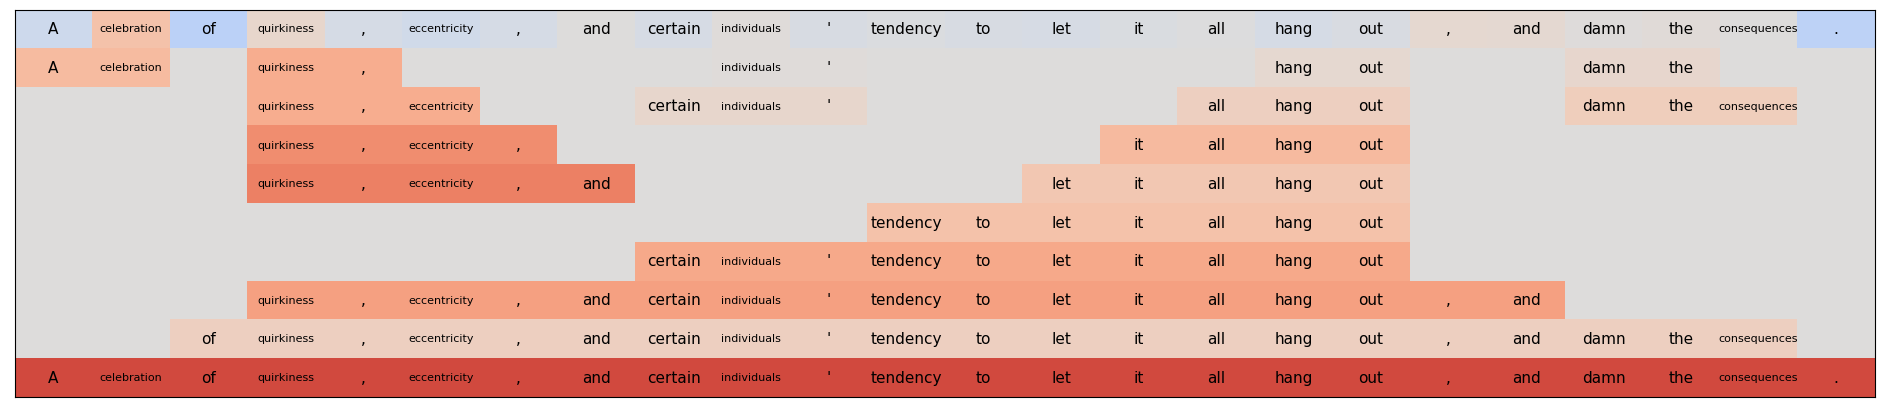 A celebration of quirkiness , eccentricity , and certain individuals ' tendency to let it all hang out , and damn the consequences .
A celebration quirkiness , individuals ' hang out damn the
quirkiness , eccentricity certain individuals ' all hang out damn the consequences
quirkiness , eccentricity , it all hang out
quirkiness , eccentricity , and let it all hang out
tendency to let it all hang out
certain individuals ' tendency to let it all hang out
quirkiness , eccentricity , and certain individuals ' tendency to let it all hang out , and
of quirkiness , eccentricity , and certain individuals ' tendency to let it all hang out , and damn the consequences
A celebration of quirkiness , eccentricity , and certain individuals ' tendency to let it all hang out , and damn the consequences .